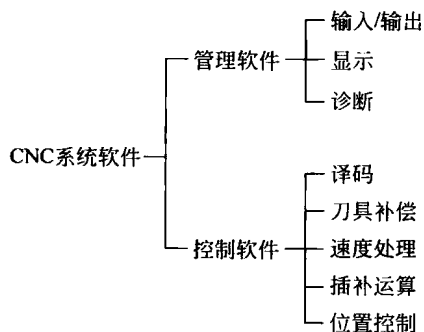 输入/输出
管理软件
显示
诊断
CNC系统软件
译码
刀具补偿
控制软件
速度处理
插补运算
位置控制